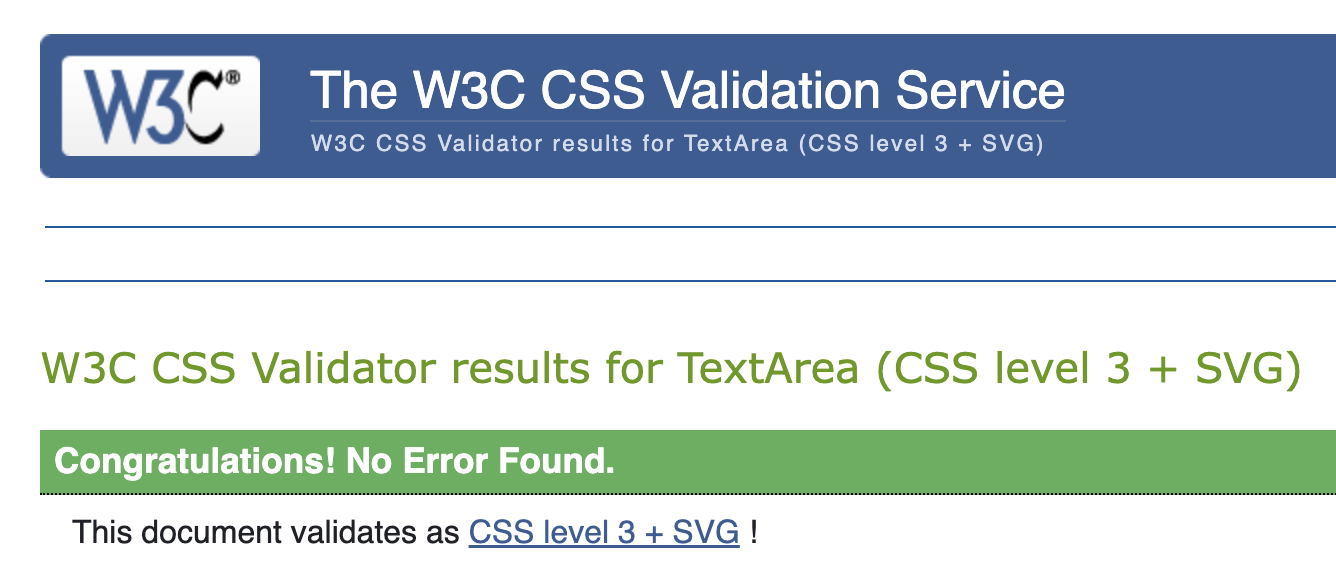 W3C®
The W3C CSS Validation Service
W3C CSS Validator results for TextArea (CSS level 3 + SVG)
W3C CSS Validator results for TextArea (CSS level 3 + SVG)
Congratulations! No Error Found.
This document validates as CSS level 3 + SVG !